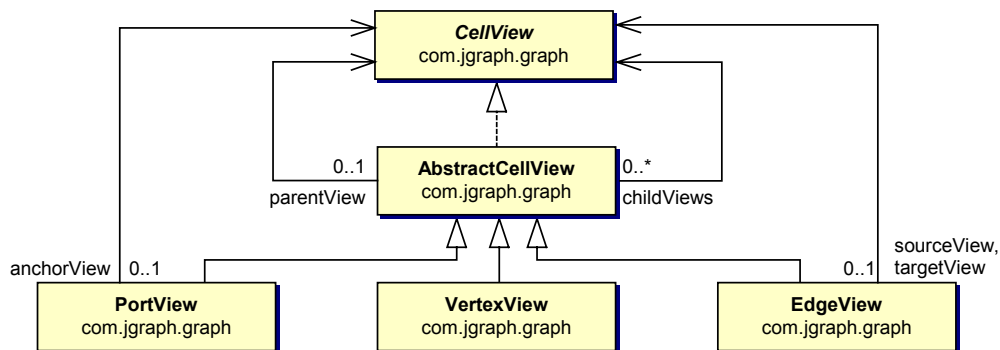 CellView
com.jgraph.graph
0..1
AbstractCellView
0..*
parentView
com.jgraph.graph
childViews
sourceView,
anchorView
0..1
0..1
targetView
PortView
VertexView
EdgeView
com.jgraph.graph
com.jgraph.graph
com.jgraph.graph